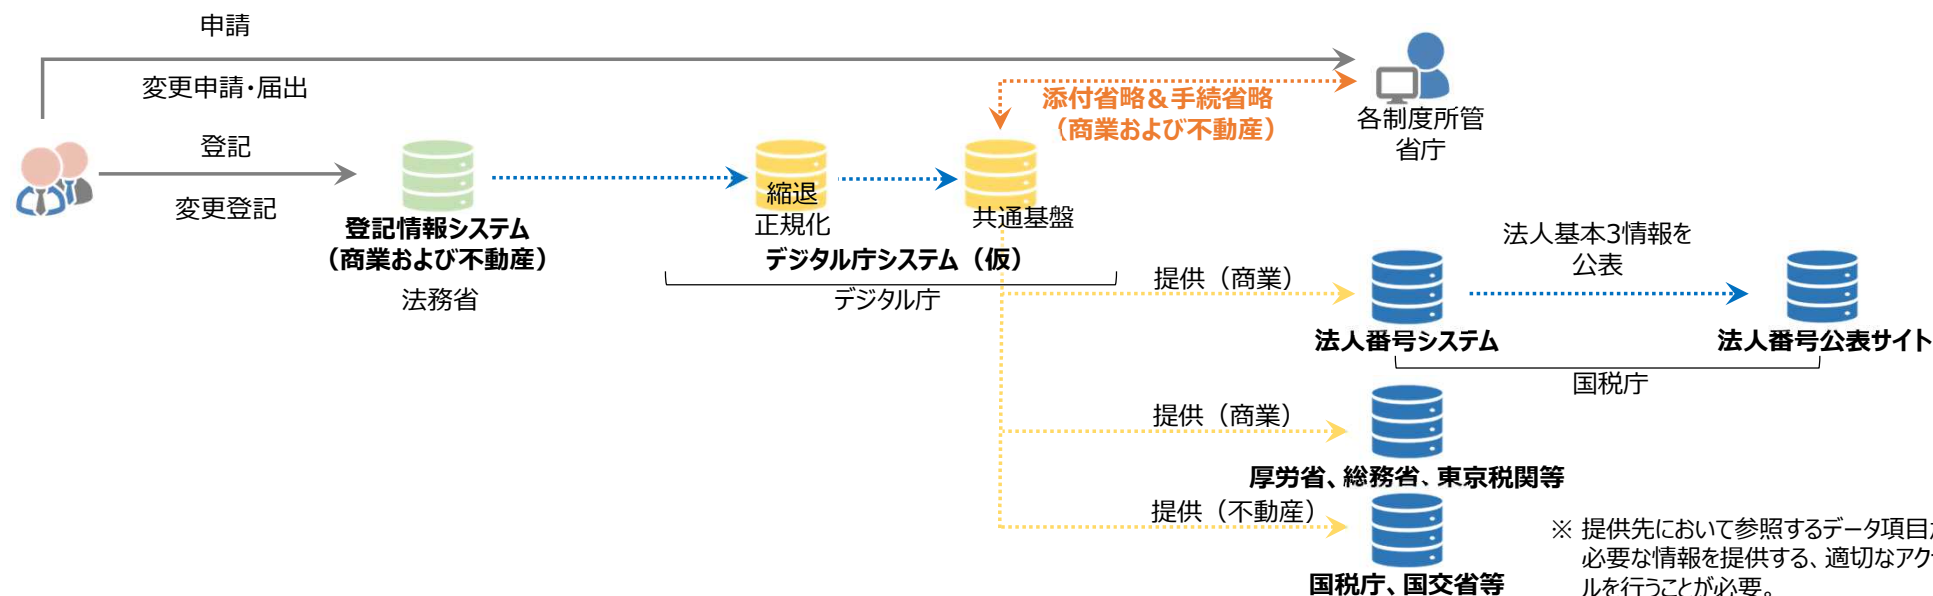 申請
変更申請・届出
添付省略＆手続省略
（商業および不動産）
各制度所管
省庁
登記
変更登記
登記情報システム
（商業および不動産）
法務省
縮退
正規化
共通基盤
デジタル庁システム（仮）
デジタル庁
提供（商業）
法人基本3情報を
公表
法人番号システム
法人番号公表サイト
国税庁
提供（商業）
厚労省、総務省、東京税関等
提供（不動産）
国税庁、国交省等
※ 提供先において参照するデータ項目
必要な情報を提供する、適切なアク
ルを行うことが必要。